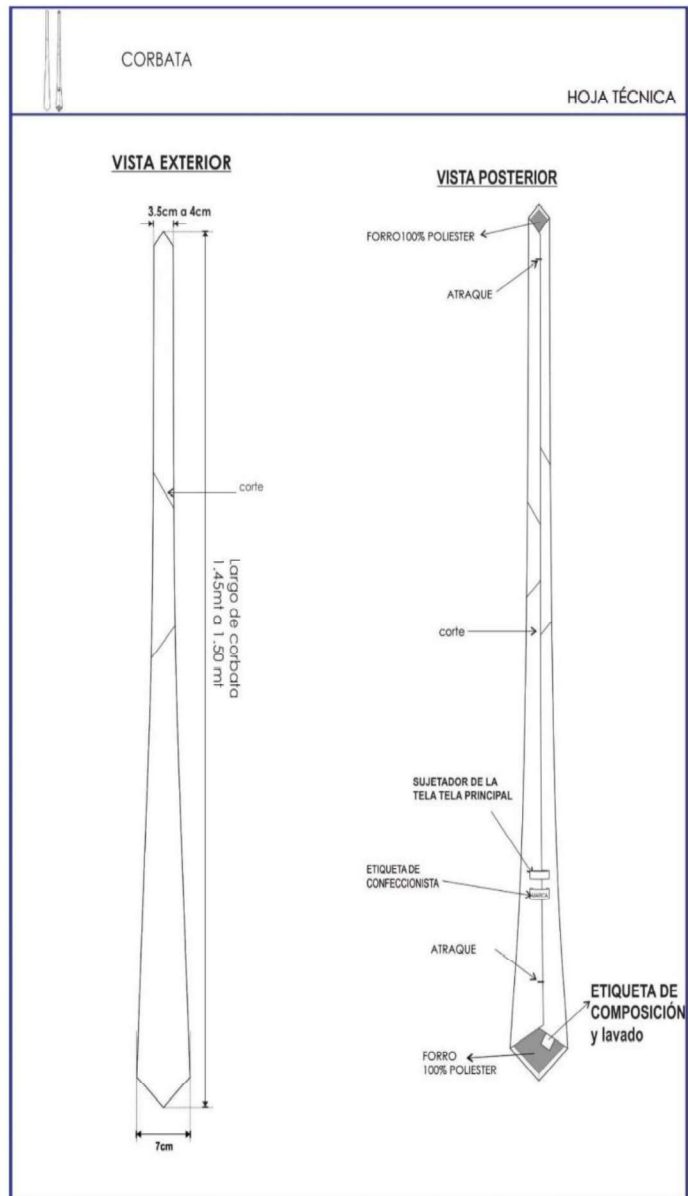 CORBATA
HOJA TÉCNICA
VISTA EXTERIOR
3.5cm a 4cm
corte
Largo de corbata
1.45mt a 1.50 mt
7cm
VISTA POSTERIOR
FORRO100% POLIESTER
ATRAQUE
corte
SUJETADOR DE LA
TELA TELA PRINCIPAL
ETIQUETA DE
CONFECCIONISTA
MARCA
ATRAQUE
ETIQUETA DE
COMPOSICIÓN
y lavado
FORRO
100% POLIESTER